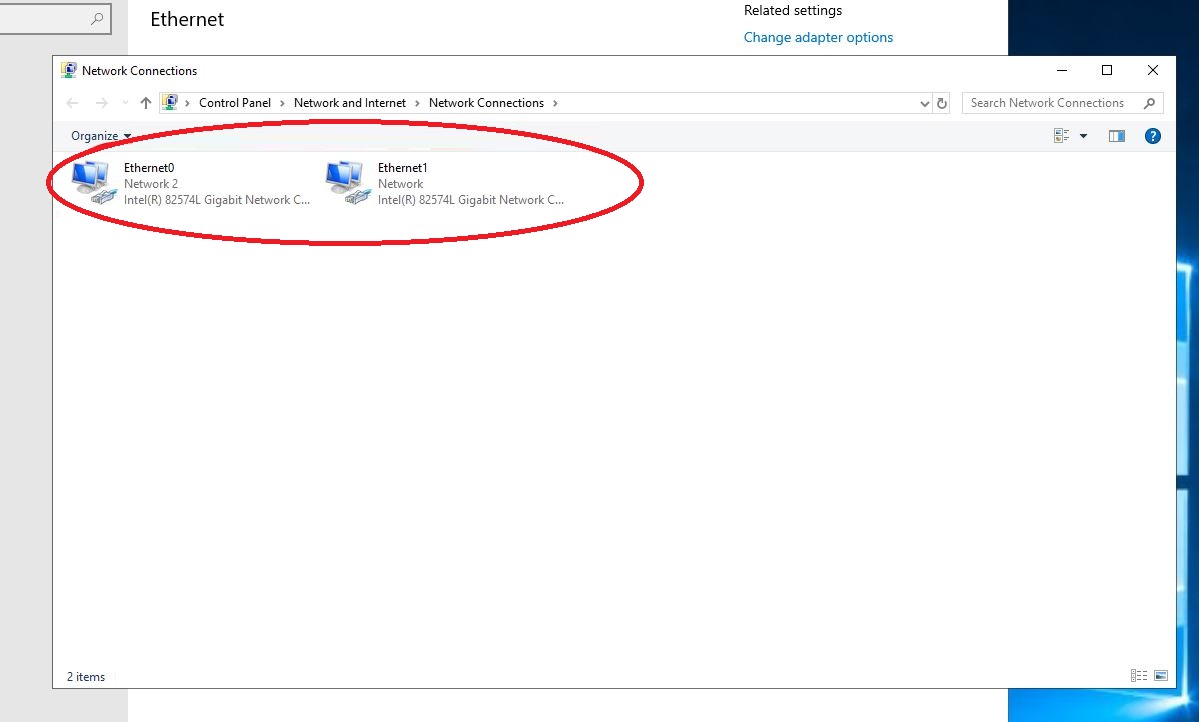 Ethernet
Related settings
Change adapter options
Network Connections
Control Panel > Network and Internet > Network Connections >
Search Network Connections
Organize
Ethernet0
Network 2
Intel(R) 82574L Gigabit Network C...
Ethernet1
Network
Intel(R) 82574L Gigabit Network C...
2 items